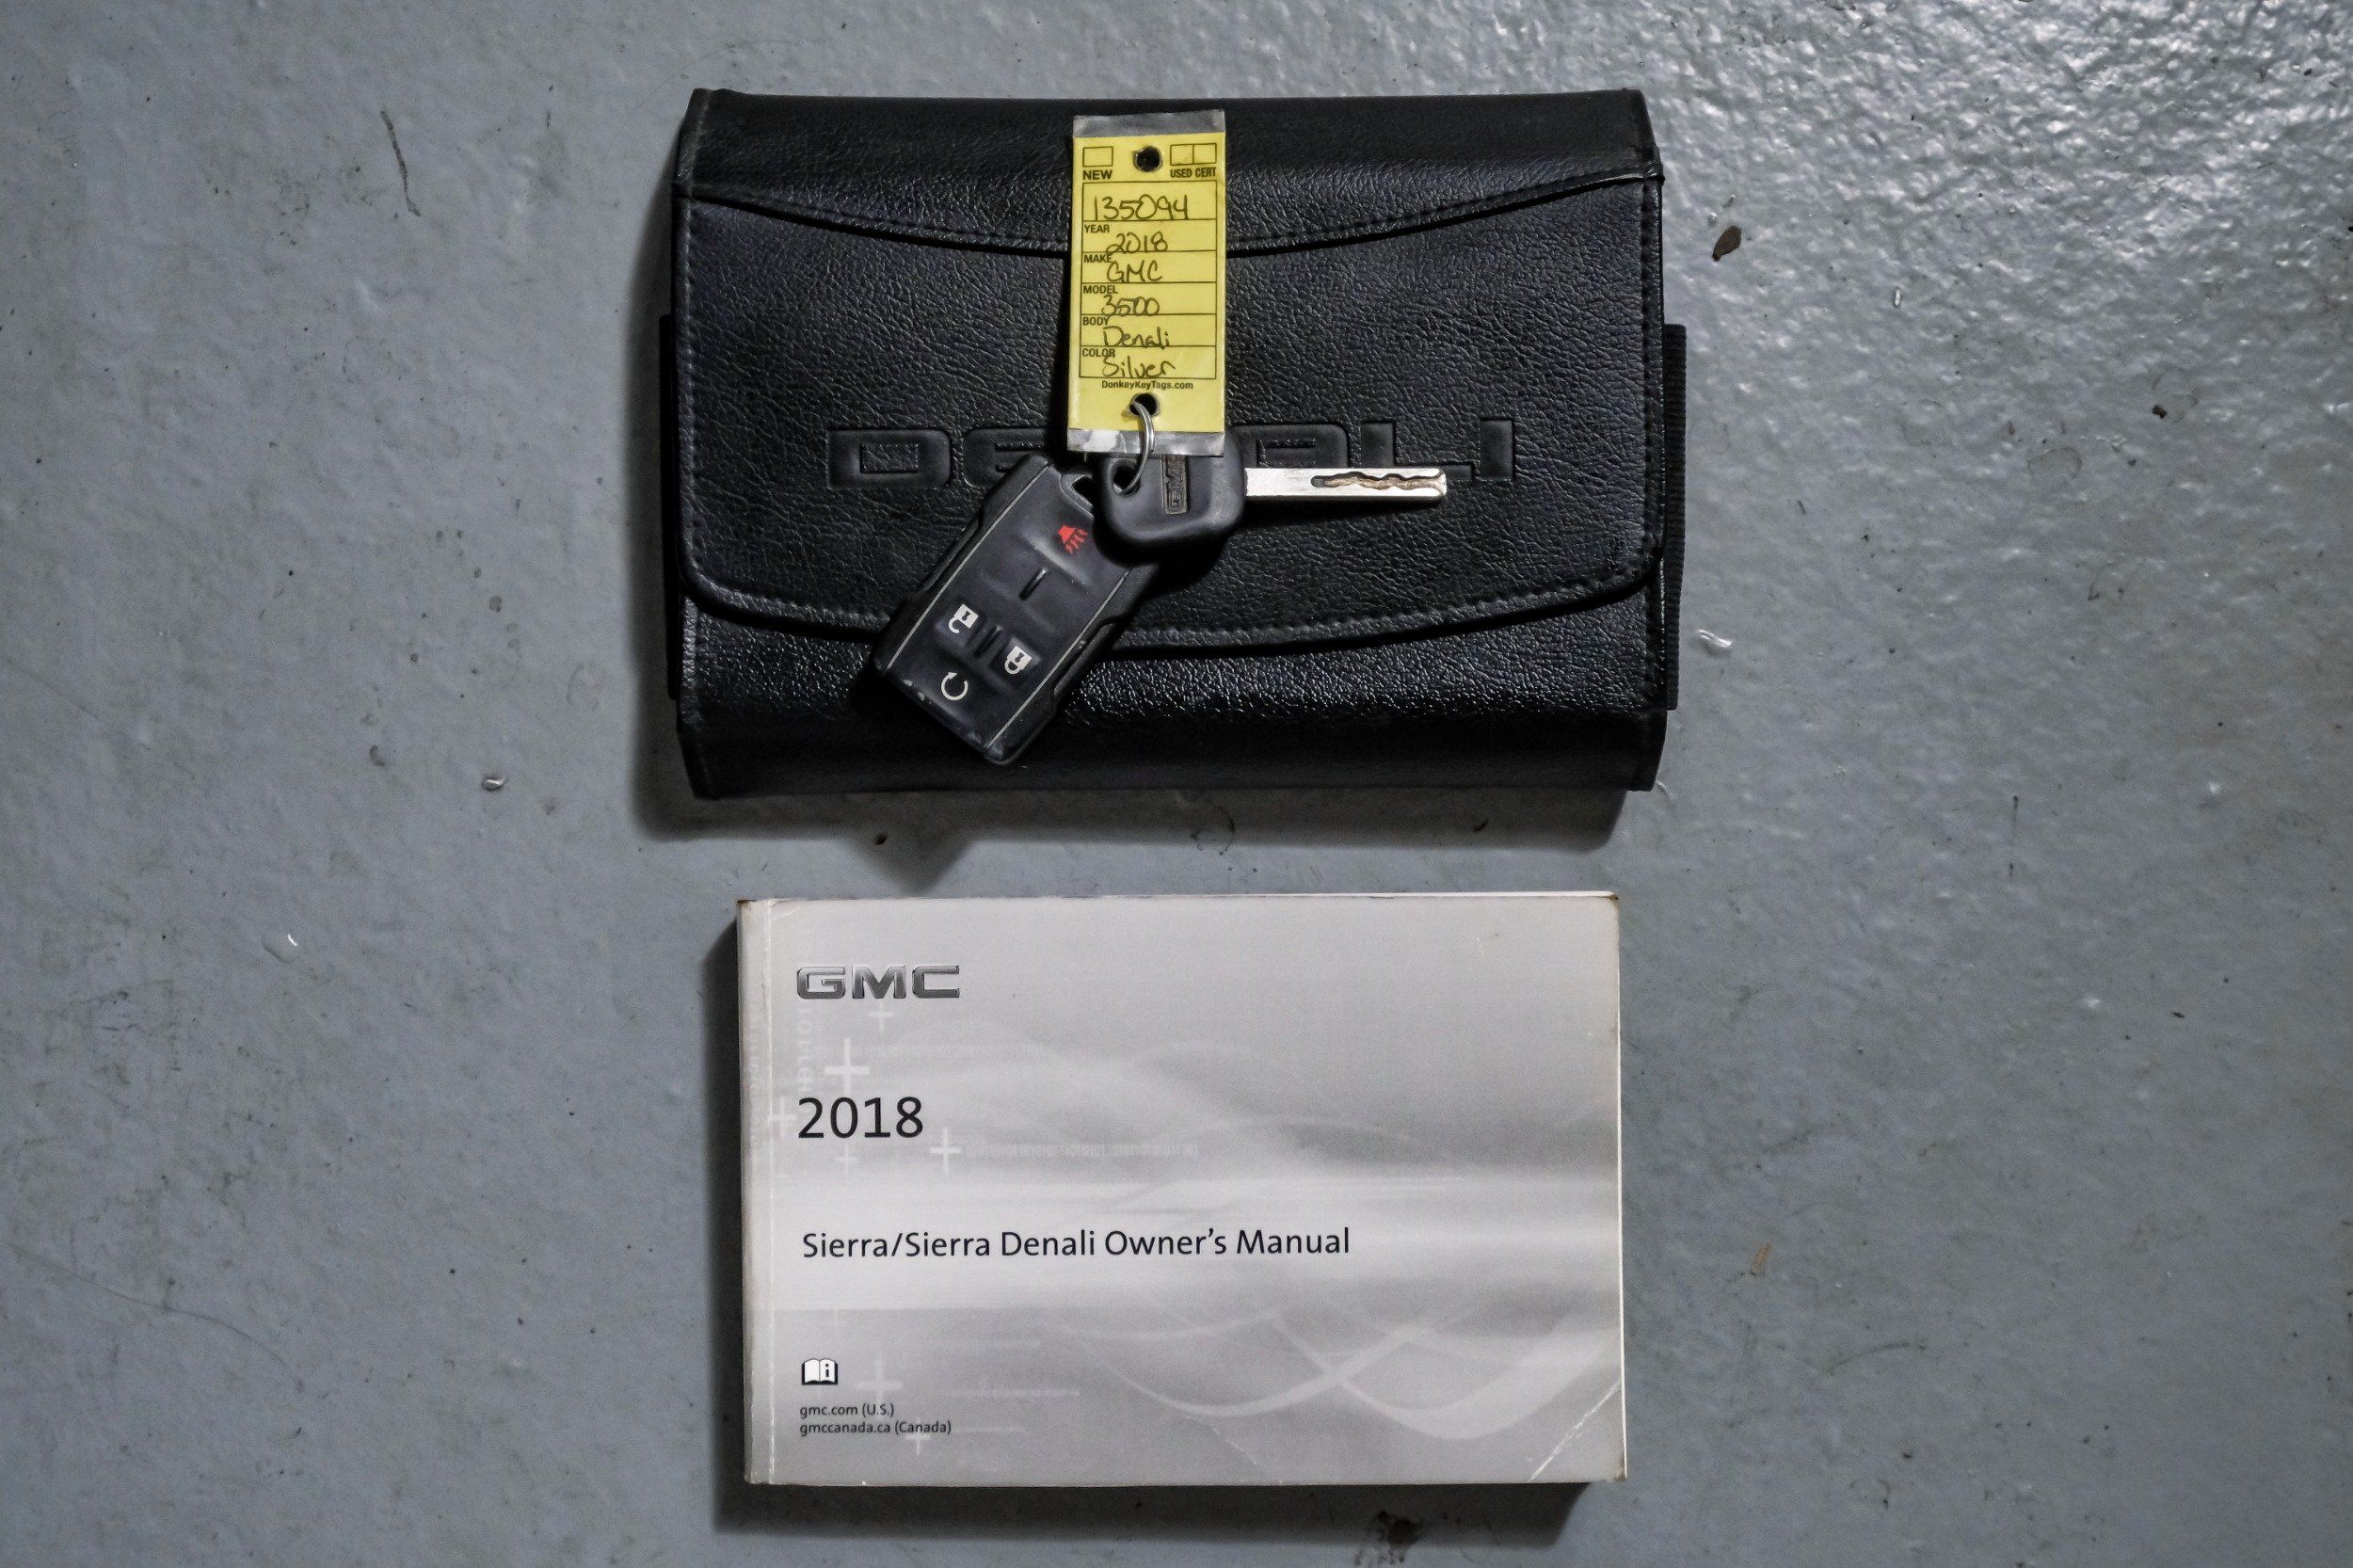 NEW USED CERT
135094
YEAR 2018
MAKE GMC
MODEL 3500
BODY Denali
COLOR Silver
DonkeyKeyTags.com
DENALI
GMC
GMC
2018
Sierra/Sierra Denali Owner's Manual
gmc.com (U.S.)
gmccanada.ca (Canada)